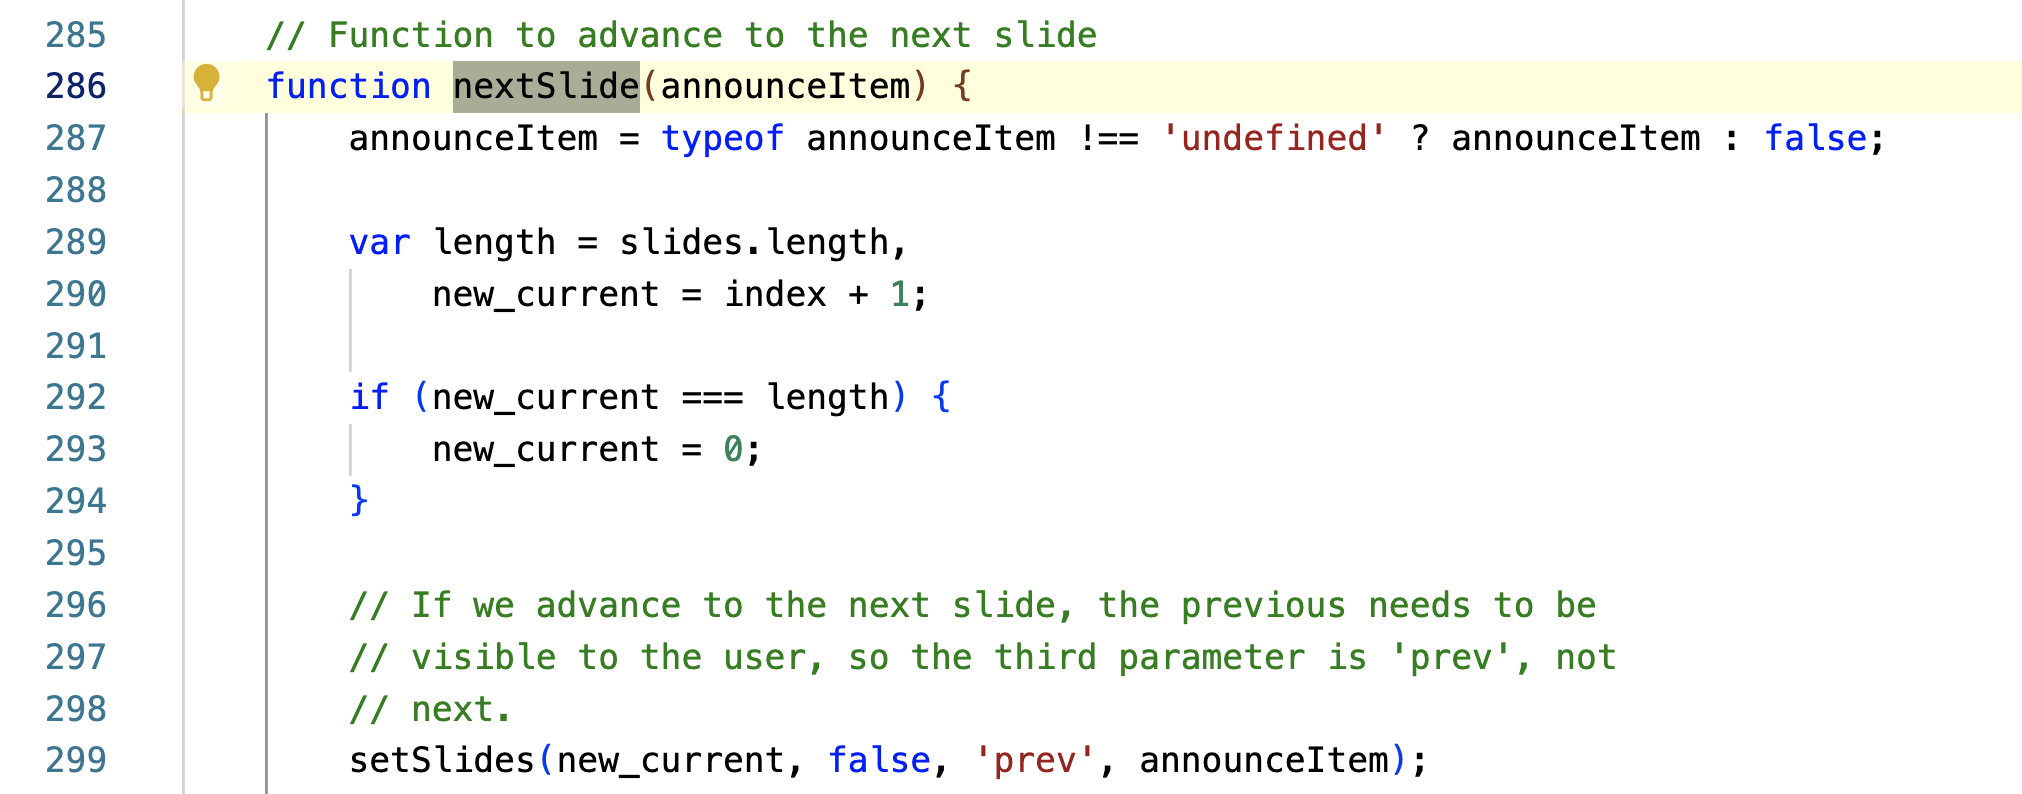 285 // Function to advance to the next slide
286 function nextSlide(announceItem) {
287 announceItem = typeof announceItem !== 'undefined' ? announceItem : false;
288
289 var length = slides.length,
290 new_current = index + 1;
291
292 if (new_current === length) {
293 new_current = 0;
294 }
295
296 // If we advance to the next slide, the previous needs to be
297 // visible to the user, so the third parameter is 'prev', not
298 // next.
299 setSlides(new_current, false, 'prev', announceItem);